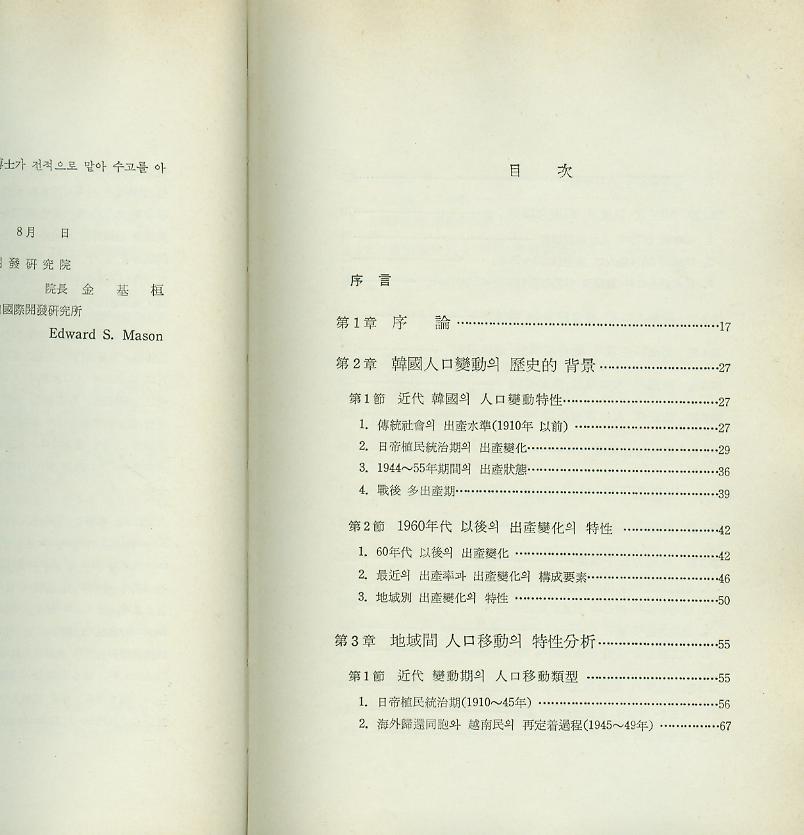 博士가 전적으로 맡아 수고를 아
8月 日
開發硏究院
院長 金基桓
國際開發硏究所
Edward S. Mason
目 次
序 言
第1章 序 論 …… 17
第2章 韓國人口變動의 歷史的 背景 …… 27
第1節 近代 韓國의 人口變動特性 …… 27
1. 傳統社會의 出産水準(1910年 以前) …… 27
2. 日帝植民統治期의 出産變化 …… 29
3. 1944~55年期間의 出産狀態 …… 36
4. 戰後 多出産期 …… 39
第2節 1960年代 以後의 出産變化의 特性 …… 42
1. 60年代 以後의 出産變化 …… 42
2. 最近의 出産率과 出産變化의 構成要素 …… 46
3. 地域別 出産變化의 特性 …… 50
第3章 地域間 人口移動의 特性分析 …… 55
第1節 近代 變動期의 人口移動類型 …… 55
1. 日帝植民統治期(1910~45年) …… 56
2. 海外歸還同胞와 越南民의 再定着過程(1945~49年) …… 67